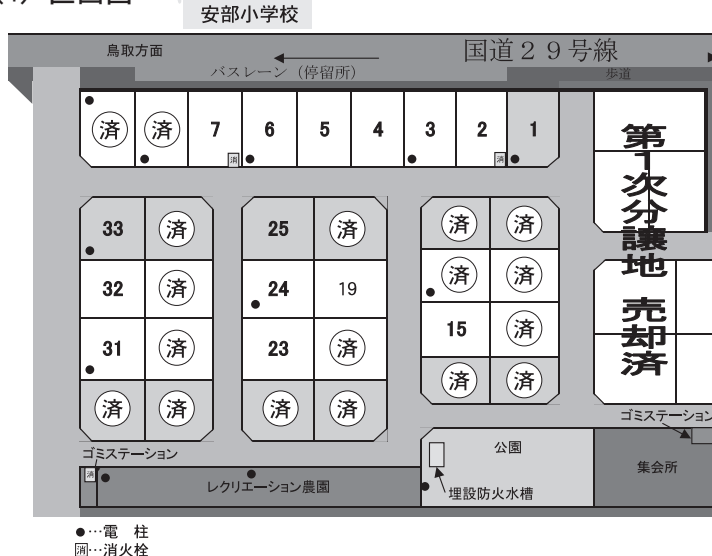 安部小学校
鳥取方面
国道29号線
バスレーン（停留所）
歩道
済 済 7 6 5 4 3 2 1
消 消
第1次分譲地 売却済
33 済
32 済
31 済
済 済
25 済
24 19
23 済
済 済
済 済
済 済
15 済
済 済
ゴミステーション
ゴミステーション
消
レクリエーション農園
公園
埋設防火水槽
集会所
●…電　柱
消…消火栓